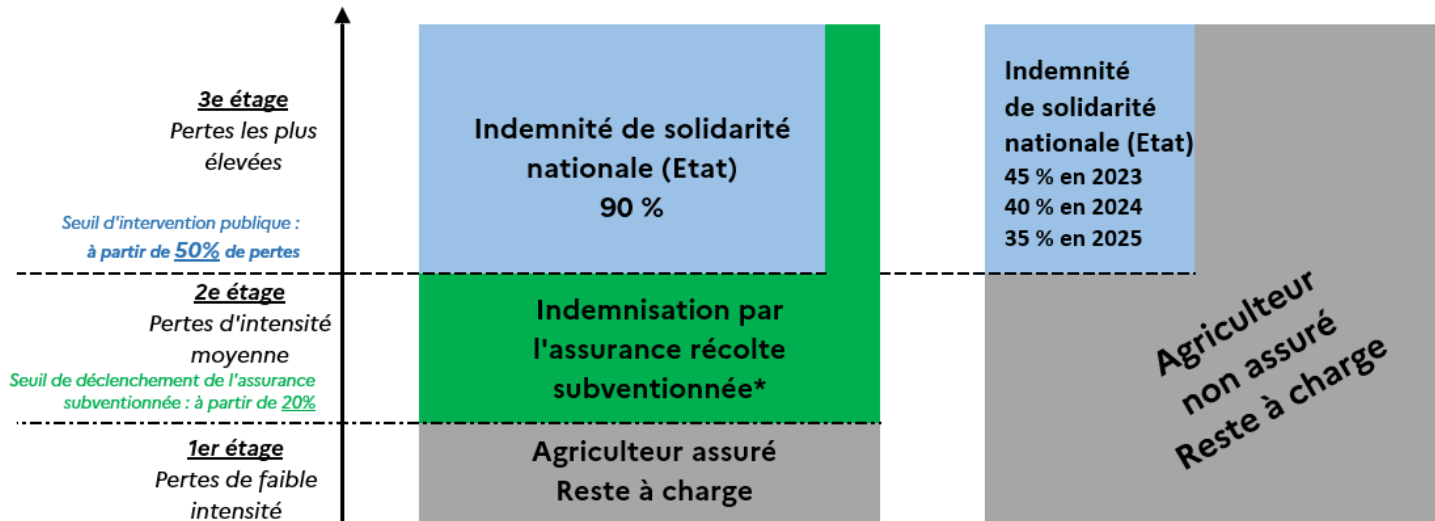 3e étage
Pertes les plus
élevées
Seuil d'intervention publique :
à partir de 50% de pertes
2e étage
Pertes d'intensité
moyenne
Seuil de déclenchement de l'assurance
subventionnée : à partir de 20%
1er étage
Pertes de faible
intensité
Indemnité de solidarité
nationale (Etat)
90 %
Indemnisation par
l'assurance récolte
subventionnée*
Agriculteur assuré
Reste à charge
Indemnité
de solidarité
nationale (Etat)
45 % en 2023
40 % en 2024
35 % en 2025
Agriculteur
non assuré
Reste à charge